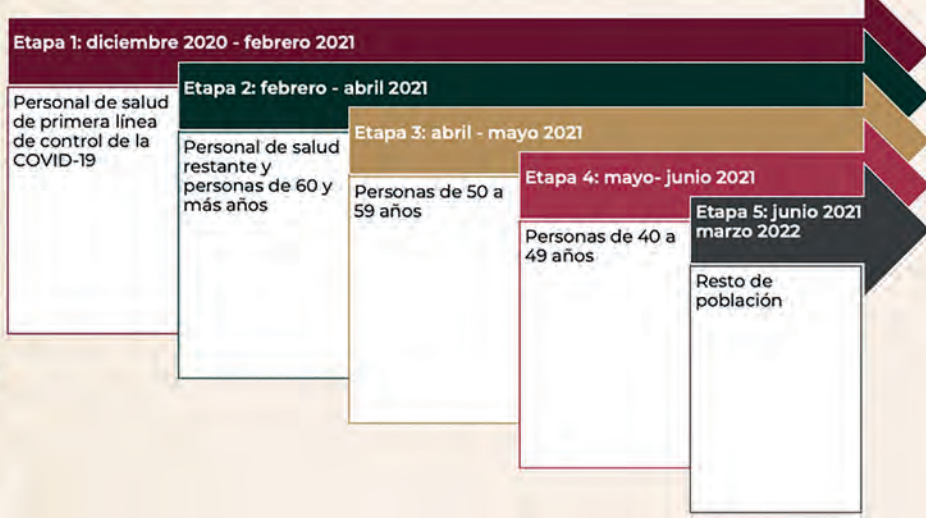 Etapa 1: diciembre 2020 - febrero 2021
Personal de salud
de primera línea
de control de la
COVID-19
Etapa 2: febrero - abril 2021
Personal de salud
restante y
personas de 60 y
más años
Etapa 3: abril - mayo 2021
Personas de 50 a
59 años
Etapa 4: mayo- junio 2021
Personas de 40 a
49 años
Etapa 5: junio 2021
marzo 2022
Resto de
población